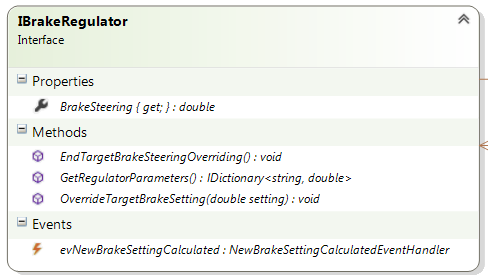 IBrakeRegulator
Interface
Properties
BrakeSteering { get; } : double
Methods
EndTargetBrakeSteeringOverriding() : void
GetRegulatorParameters() : IDictionary<string, double>
OverrideTargetBrakeSetting(double setting) : void
Events
evNewBrakeSettingCalculated : NewBrakeSettingCalculatedEventHandler